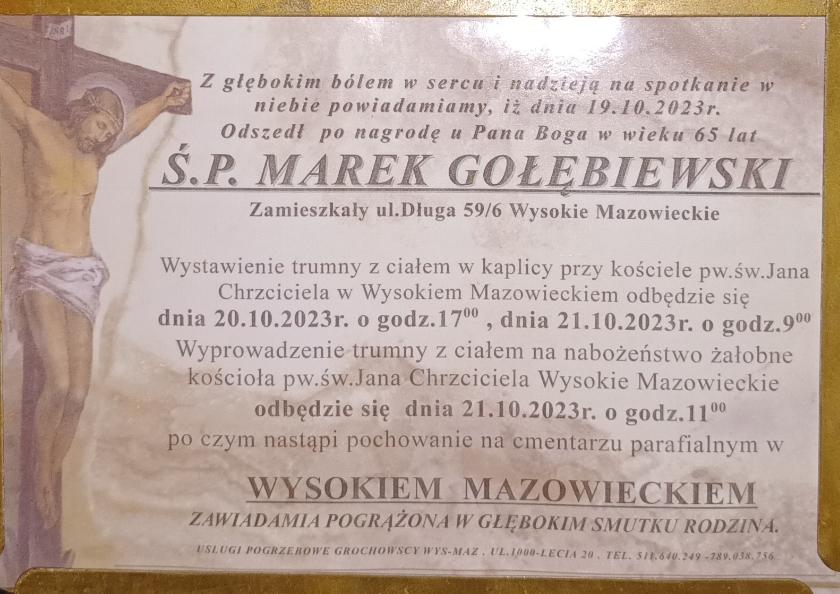 INRI
Z głębokim bólem w sercu i nadzieją na spotkanie w
niebie powiadamiamy, iż dnia 19.10.2023r.
Odszedł po nagrodę u Pana Boga w wieku 65 lat
Ś.P. MAREK GOŁĘBIEWSKI
Zamieszkały ul.Długa 59/6 Wysokie Mazowieckie
Wystawienie trumny z ciałem w kaplicy przy kościele pw.św.Jana
Chrzciciela w Wysokiem Mazowieckiem odbędzie się
dnia 20.10.2023r. o godz.17⁰⁰ , dnia 21.10.2023r. o godz.9⁰⁰
Wyprowadzenie trumny z ciałem na nabożeństwo żałobne
kościoła pw.św.Jana Chrzciciela Wysokie Mazowieckie
odbędzie się dnia 21.10.2023r. o godz.11⁰⁰
po czym nastąpi pochowanie na cmentarzu parafialnym w
WYSOKIEM MAZOWIECKIEM
ZAWIADAMIA POGRĄŻONA W GŁĘBOKIM SMUTKU RODZINA.
USŁUGI POGRZEBOWE GROCHOWSCY WYS-MAZ . UL.1000-LECIA 20 . TEL. 511.640.249 -789.038.756